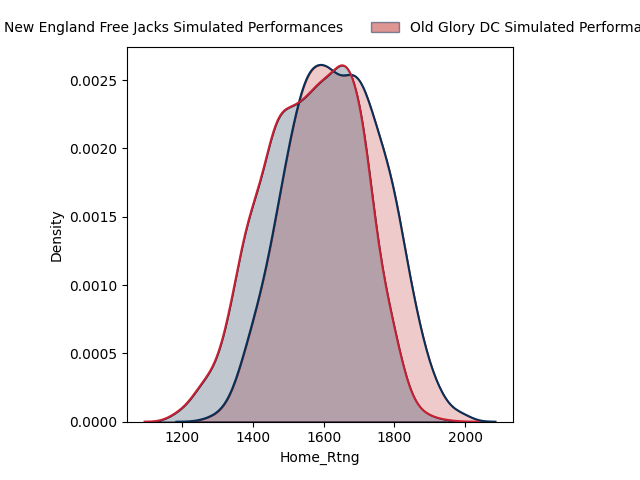 New England Free Jacks Simulated Performances
Old Glory DC Simulated Performa
0.0025
0.0020
0.0015
0.0010
0.0005
0.0000
Density
1200 1400 1600 1800 2000
Home_Rtng